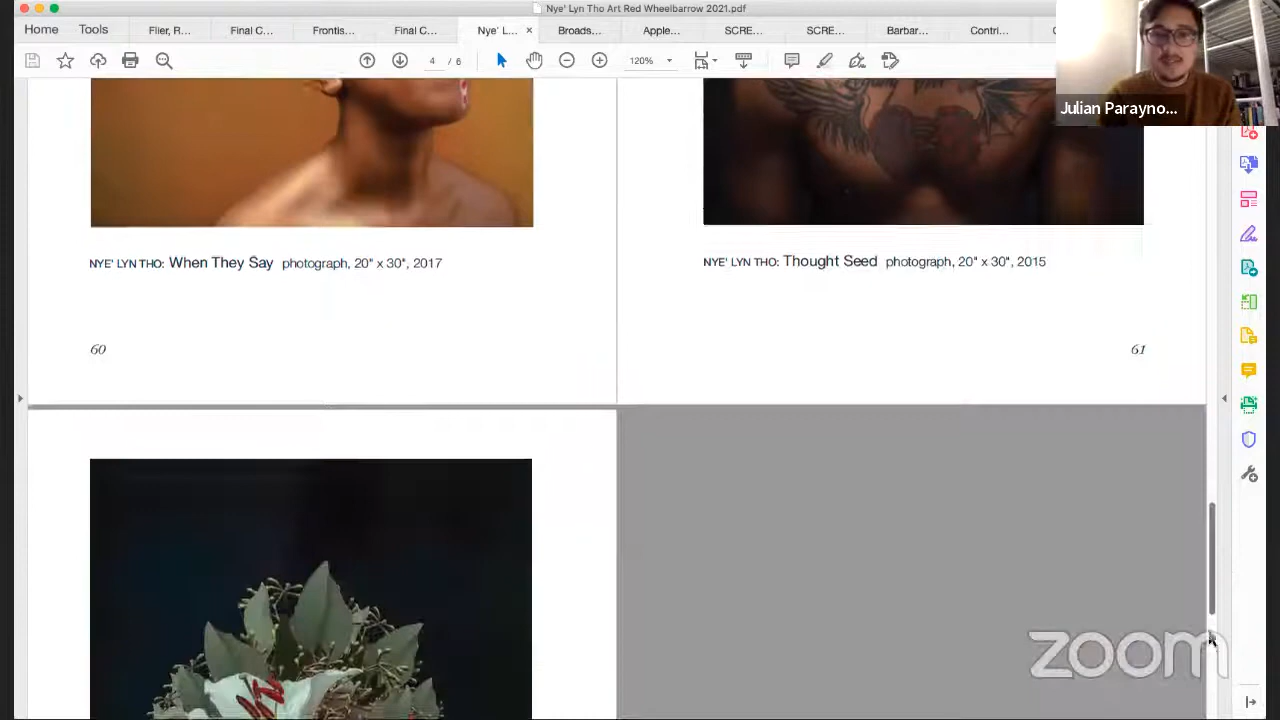 Nye' Lyn Tho Art Red Wheelbarrow 2021.pdf
Home Tools Flier, R... Final C... Frontis... Final C... Nye' L... × Broads... Apple... SCRE... SCRE... Barbar... Contri...
4 / 6 120%
Julian Parayno...
NYE' LYN THO: When They Say photograph, 20" x 30", 2017
NYE' LYN THO: Thought Seed photograph, 20" x 30", 2015
60
61
zoom